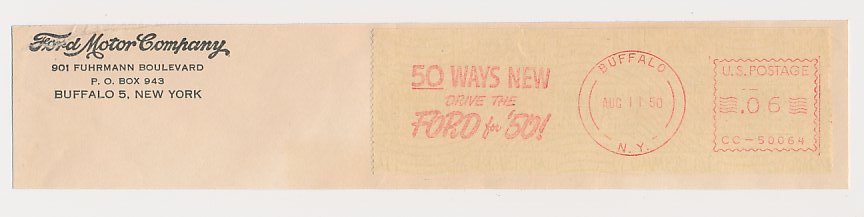 Ford Motor Company
901 FUHRMANN BOULEVARD
P. O. BOX 943
BUFFALO 5, NEW YORK
50 WAYS NEW
DRIVE THE
FORD for '50!
BUFFALO
AUG 11 50
N.Y.
U.S. POSTAGE
.06
CC-50064